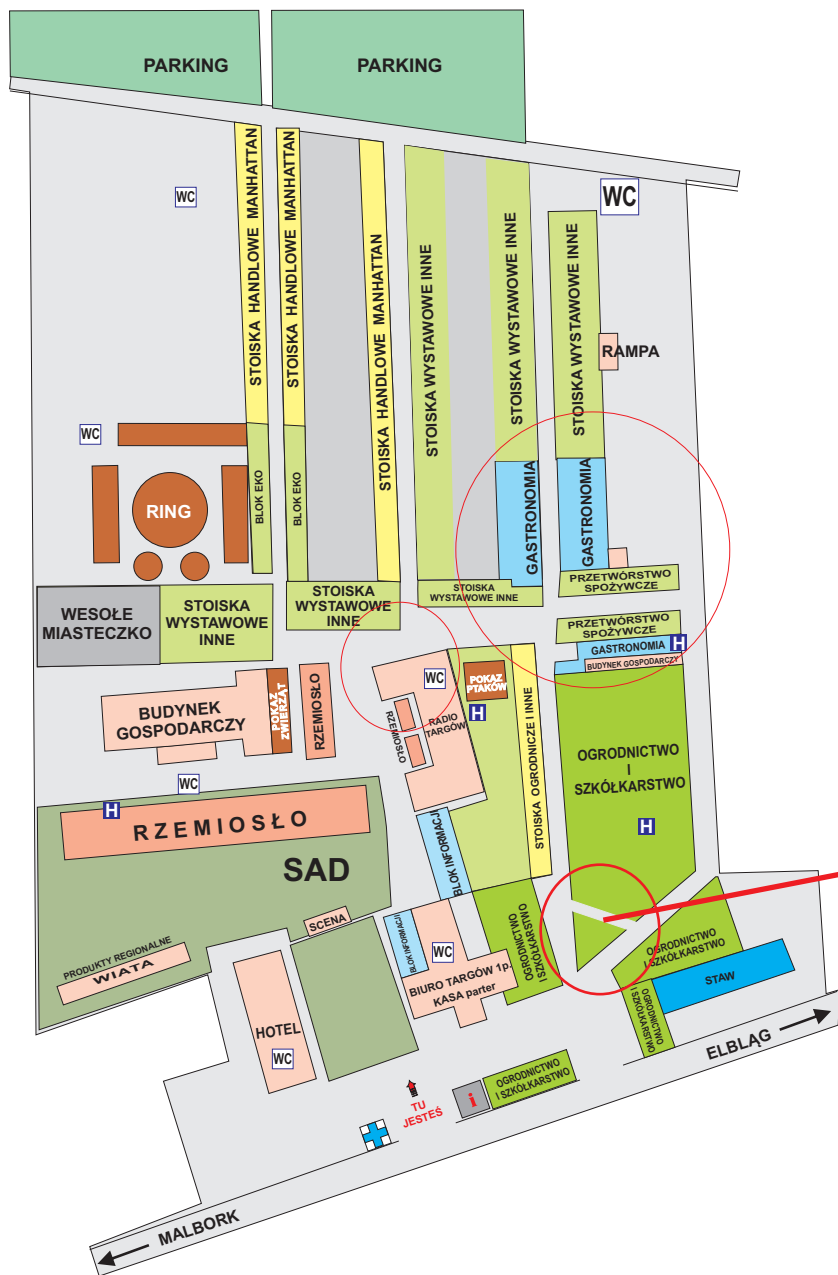 PARKING
PARKING
WC
WC
STOISKA HANDLOWE MANHATTAN
STOISKA HANDLOWE MANHATTAN
STOISKA HANDLOWE MANHATTAN
STOISKA WYSTAWOWE INNE
STOISKA WYSTAWOWE INNE
STOISKA WYSTAWOWE INNE
RAMPA
WC
RING
BLOK EKO
BLOK EKO
GASTRONOMIA
GASTRONOMIA
PRZETWÓRSTWO
SPOŻYWCZE
WESOŁE
MIASTECZKO
STOISKA
WYSTAWOWE
INNE
STOISKA
WYSTAWOWE
INNE
STOISKA
WYSTAWOWE INNE
PRZETWÓRSTWO
SPOŻYWCZE
GASTRONOMIA
H
BUDYNEK GOSPODARCZY
BUDYNEK
GOSPODARCZY
POKAZ
ZWIERZĄT
RZEMIOSŁO
WC
POKAZ
PTAKÓW
H
RZEMIOSŁO
RADIO
TARGÓW
STOISKA OGRODNICZE I INNE
OGRODNICTWO
I
SZKÓŁKARSTWO
H
WC
H
RZEMIOSŁO
SAD
BLOK INFORMACJI
SCENA
PRODUKTY REGIONALNE
WIATA
BLOK INFORMACJI
WC
BIURO TARGÓW 1p.
KASA parter
OGRODNICTWO
I SZKÓŁKARSTWO
OGRODNICTWO
I SZKÓŁKARSTWO
STAW
OGRODNICTWO
I SZKÓŁKARSTWO
HOTEL
WC
ELBLĄG
TU
JESTEŚ
i
OGRODNICTWO
I SZKÓŁKARSTWO
MALBORK